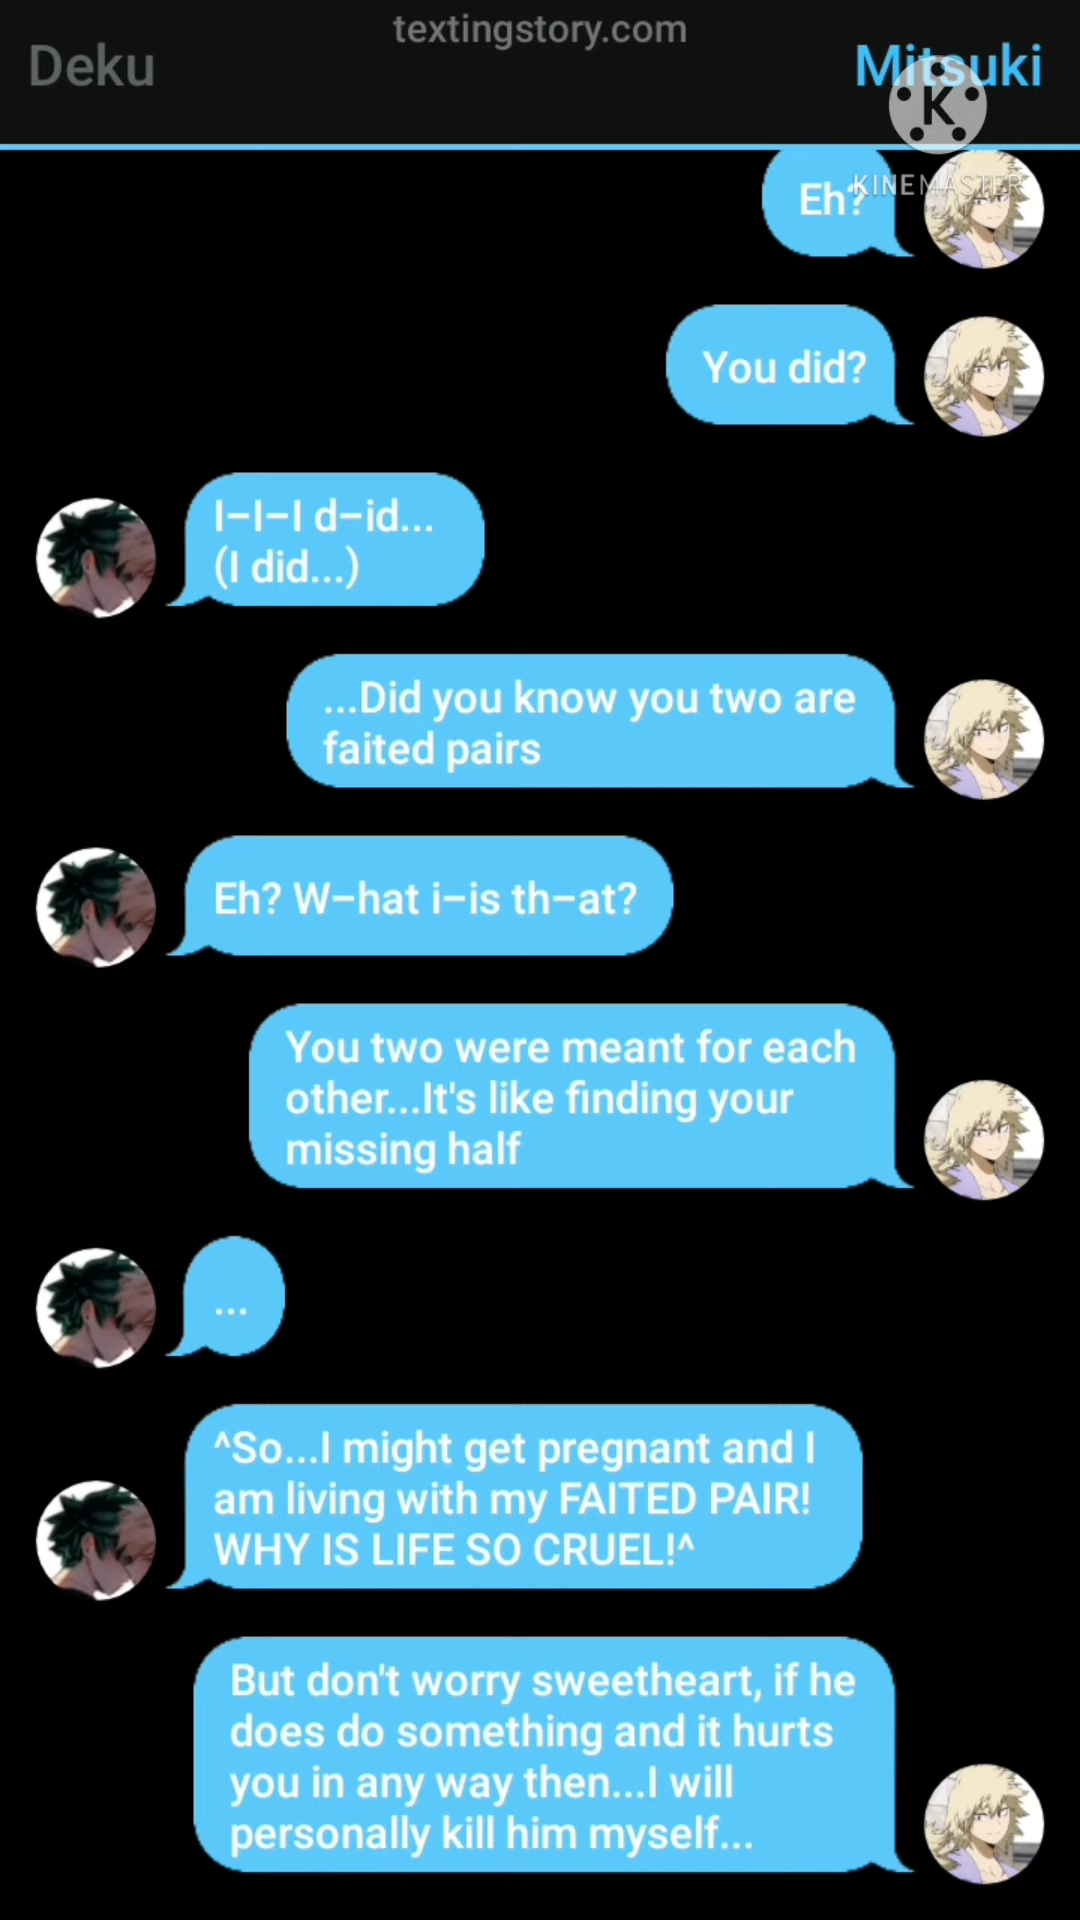 textingstory.com
Deku
Mitsuki
K
KINEMASTER
Eh?
You did?
I–I–I d–id...
(I did...)
...Did you know you two are
faited pairs
Eh? W–hat i–is th–at?
You two were meant for each
other...It's like finding your
missing half
...
^So...I might get pregnant and I
am living with my FAITED PAIR!
WHY IS LIFE SO CRUEL!^
But don't worry sweetheart, if he
does do something and it hurts
you in any way then...I will
personally kill him myself...